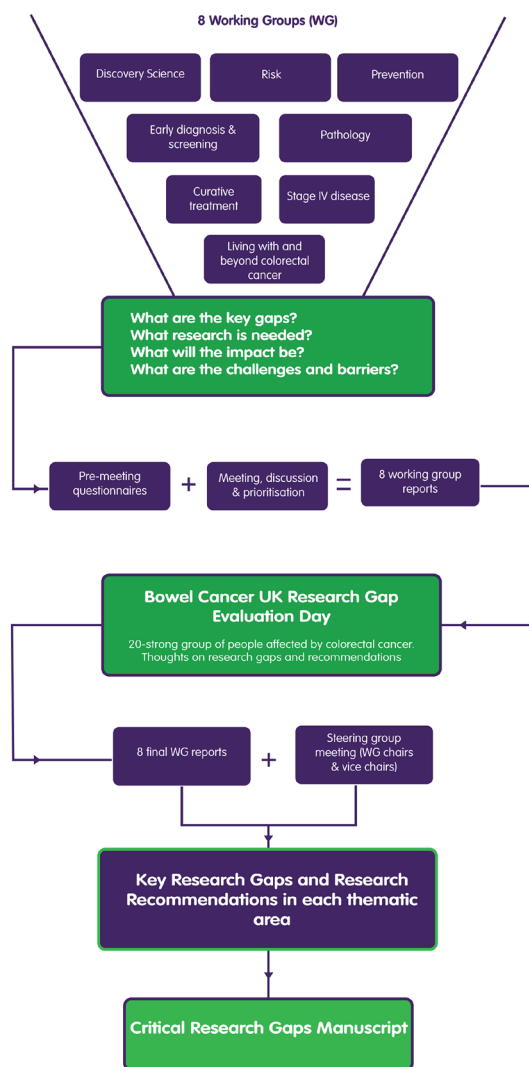 8 Working Groups (WG)
Discovery Science
Risk
Prevention
Early diagnosis &
screening
Pathology
Curative
treatment
Stage IV disease
Living with and
beyond colorectal
cancer
What are the key gaps?
What research is needed?
What will the impact be?
What are the challenges and barriers?
Pre-meeting
questionnaires
+
Meeting, discussion
& prioritisation
=
8 working group
reports
Bowel Cancer UK Research Gap
Evaluation Day
20-strong group of people affected by colorectal cancer.
Thoughts on research gaps and recommendations
8 final WG reports
+
Steering group
meeting (WG chairs
& vice chairs)
Key Research Gaps and Research
Recommendations in each thematic
area
Critical Research Gaps Manuscript